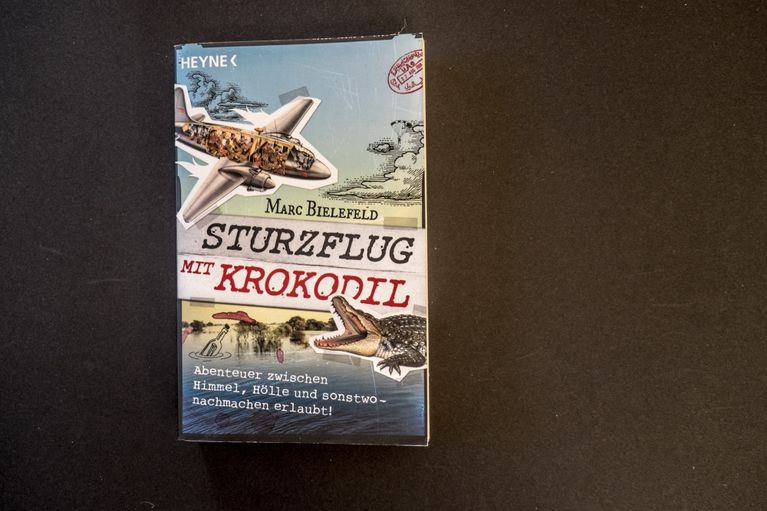 HEYNE
Marc Bielefeld
STURZFLUG
MIT KROKODIL
Abenteuer zwischen
Himmel, Hölle und sonstwo–
nachmachen erlaubt!